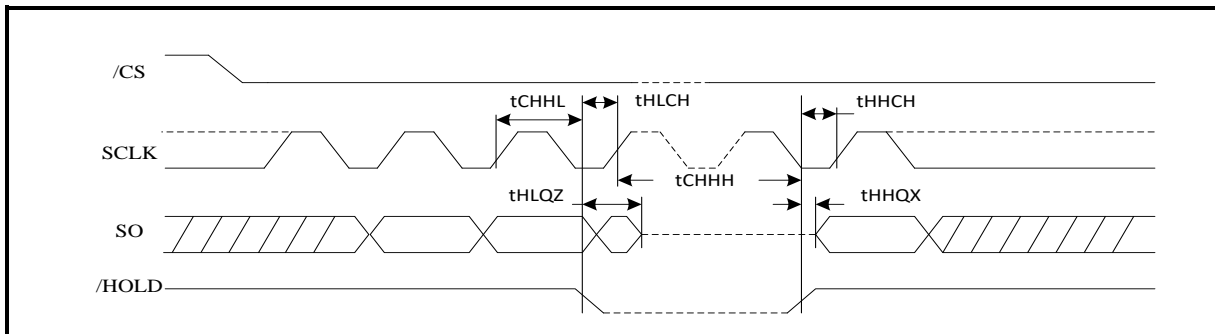 /CS
tCHHL
tHLCH
tHHCH
SCLK
tCHHH
tHLQZ
tHHQX
SO
/HOLD